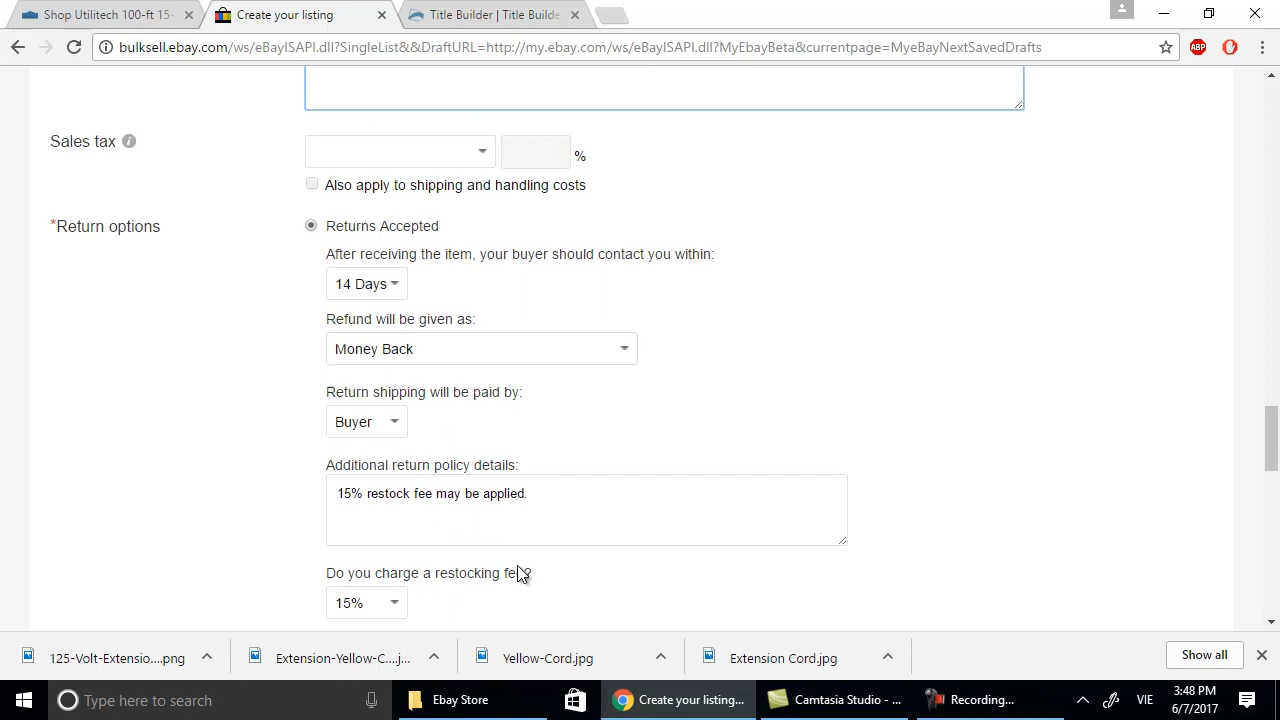 Shop Utilitech 100-ft 15-
Create your listing
Title Builder | Title Builde
bulksell.ebay.com/ws/eBayISAPI.dll?SingleList&&DraftURL=http://my.ebay.com/ws/eBayISAPI.dll?MyEbayBeta&currentpage=MyeBayNextSavedDrafts
ABP
Sales tax
%
Also apply to shipping and handling costs
*Return options
Returns Accepted
After receiving the item, your buyer should contact you within:
14 Days
Refund will be given as:
Money Back
Return shipping will be paid by:
Buyer
Additional return policy details:
15% restock fee may be applied.
Do you charge a restocking fee?
15%
125-Volt-Extensio....png
Extension-Yellow-C....j...
Yellow-Cord.jpg
Extension Cord.jpg
Show all
Type here to search
Ebay Store
Create your listing...
Camtasia Studio - ...
Recording...
VIE
3:48 PM
6/7/2017